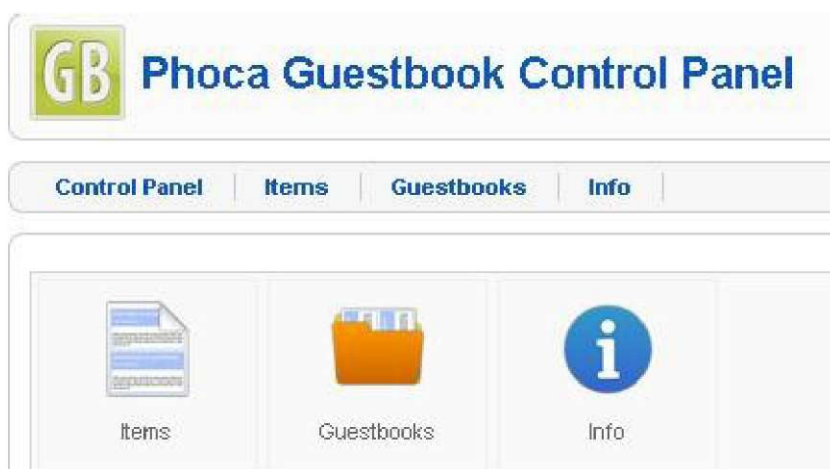 GB Phoca Guestbook Control Panel
Control Panel Items Guestbooks Info
Items Guestbooks Info